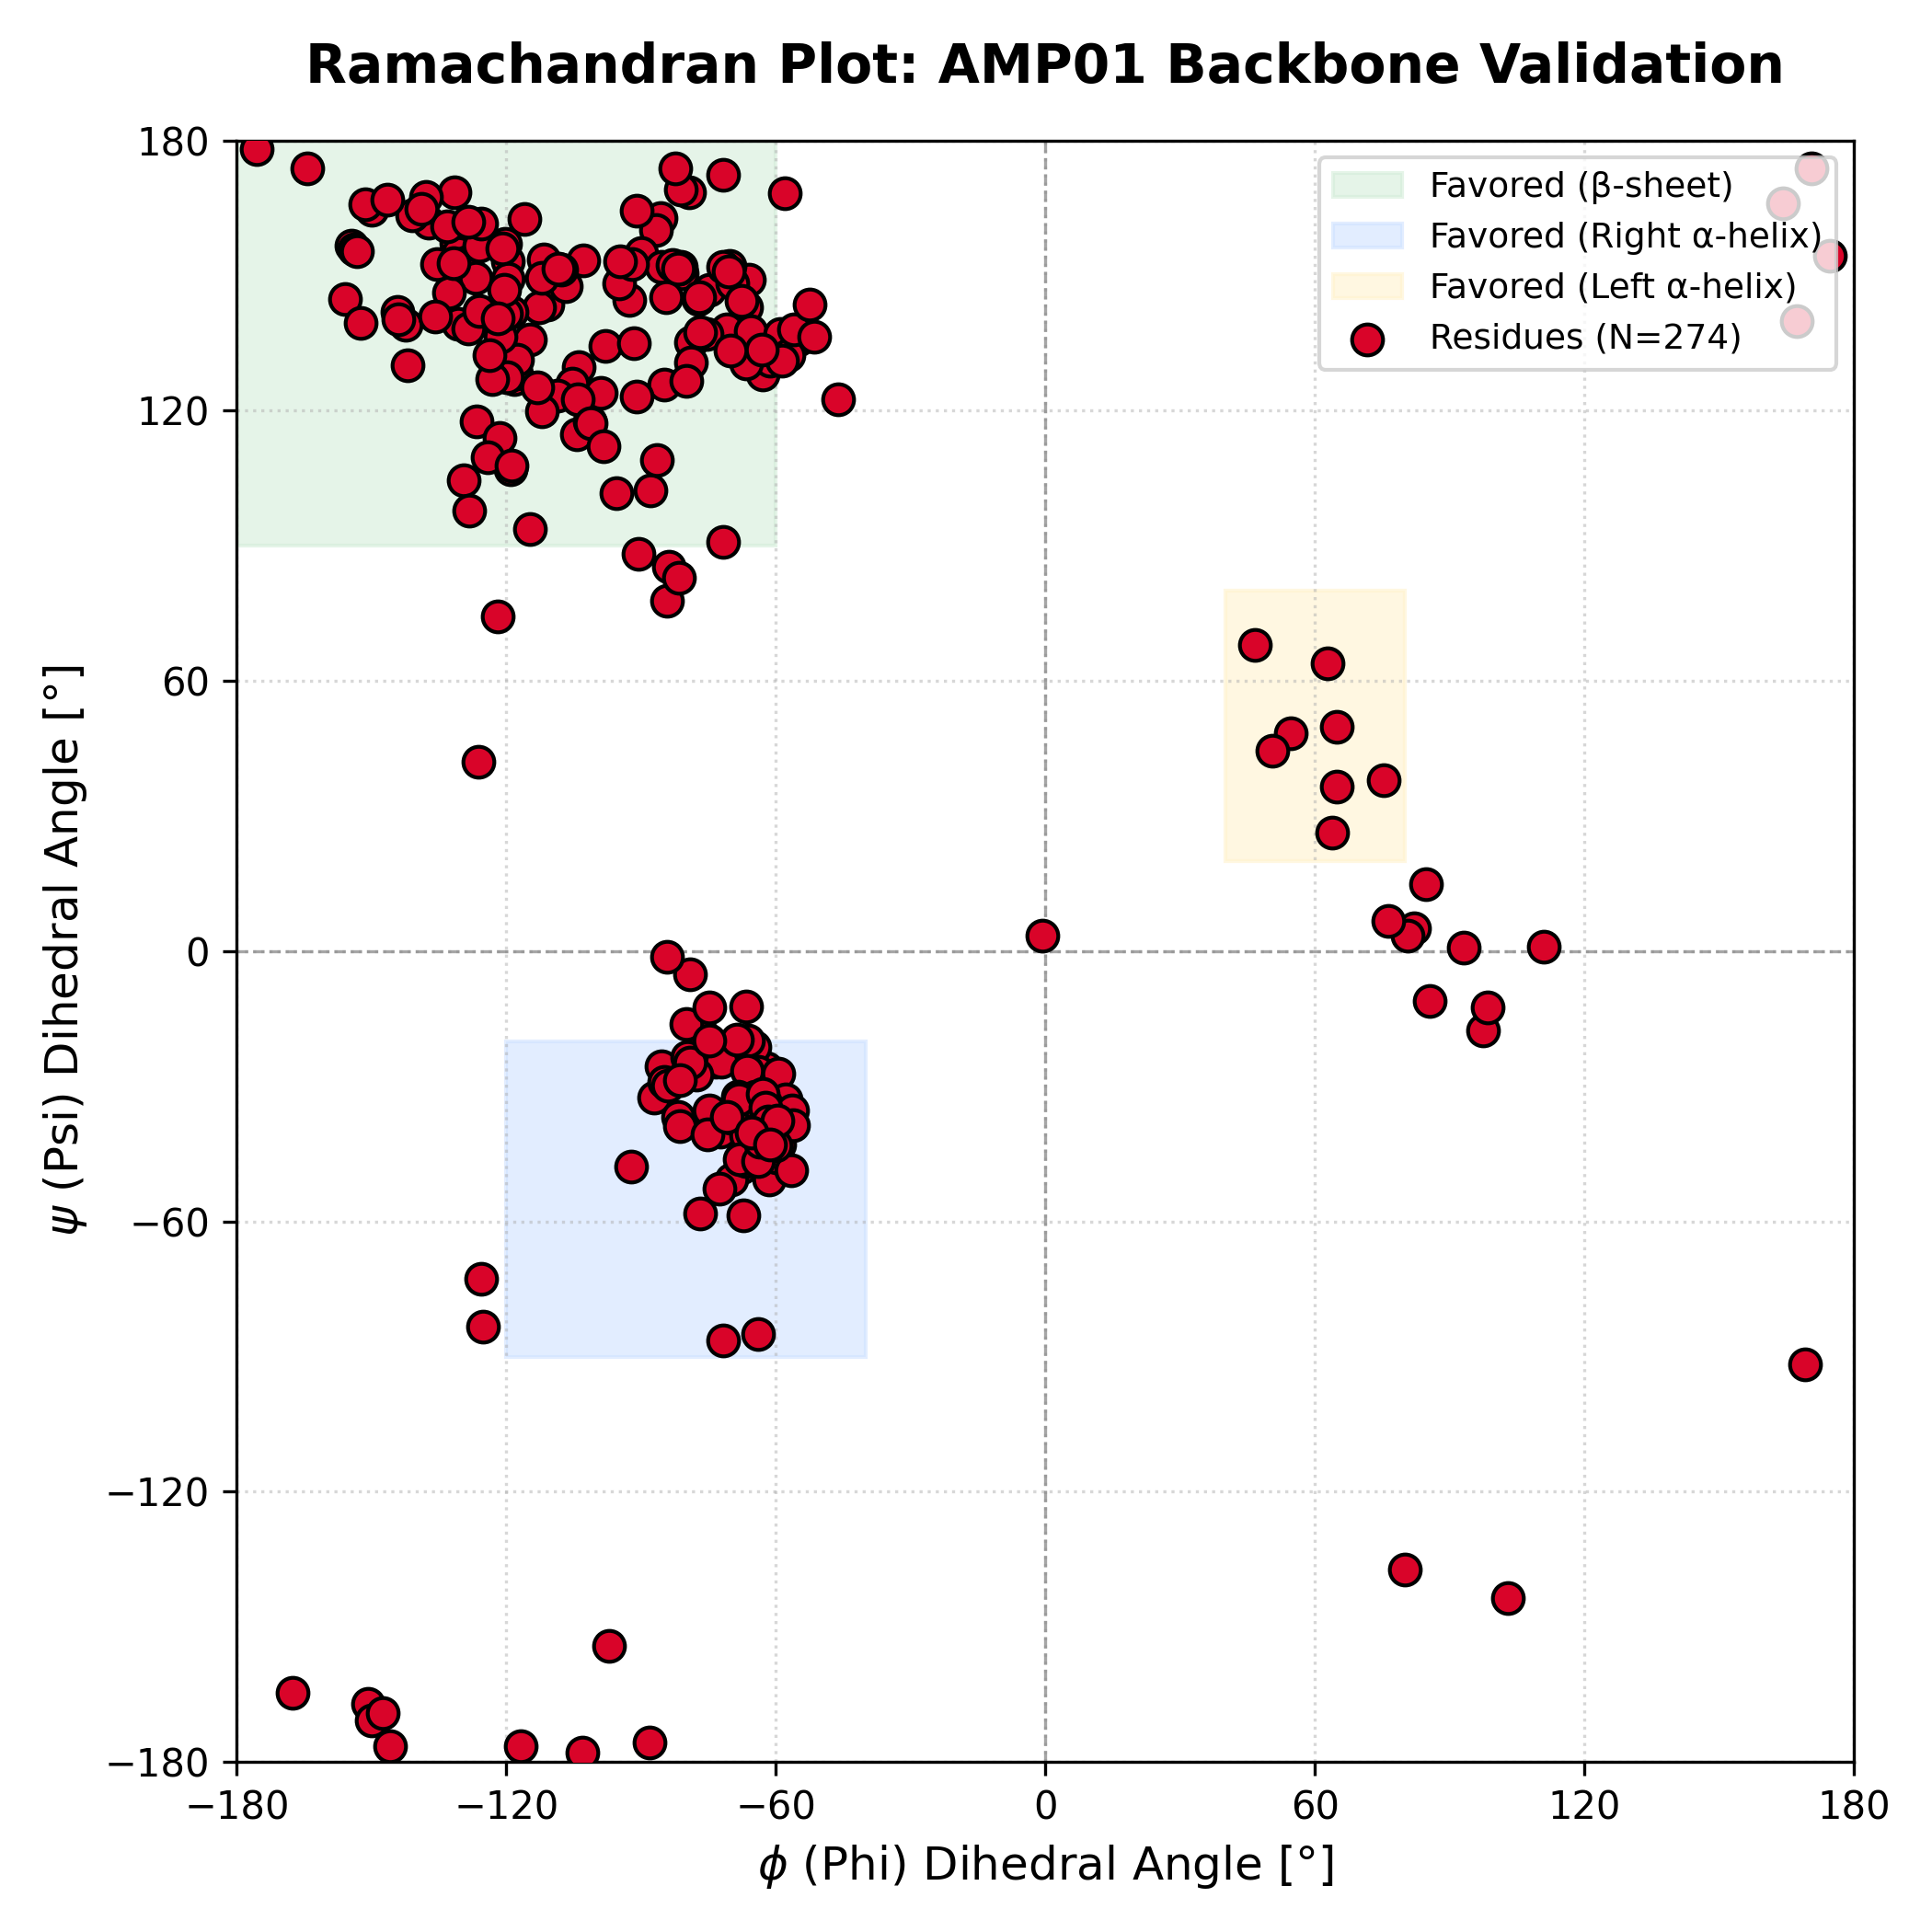 Ramachandran Plot: AMP01 Backbone Validation
180
120
60
0
−60
−120
−180
ψ (Psi) Dihedral Angle [°]
Favored (β-sheet)
Favored (Right α-helix)
Favored (Left α-helix)
Residues (N=274)
−180
−120
−60
0
60
120
180
ϕ (Phi) Dihedral Angle [°]